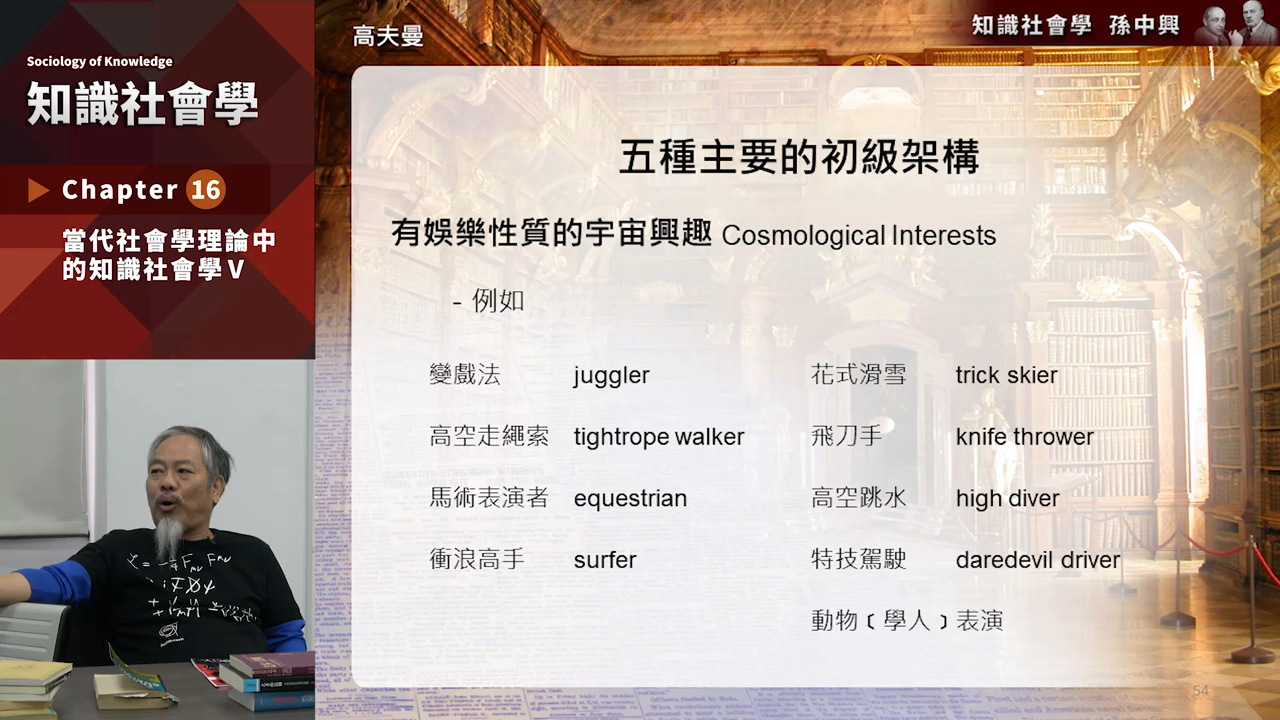 Sociology of Knowledge
知識社會學
Chapter 16
當代社會學理論中
的知識社會學 V
高夫曼
知識社會學 孫中興
五種主要的初級架構
有娛樂性質的宇宙興趣 Cosmological Interests
- 例如
變戲法 juggler 花式滑雪 trick skier
高空走繩索 tightrope walker 飛刀手 knife thrower
馬術表演者 equestrian 高空跳水 high diver
衝浪高手 surfer 特技駕駛 daredevil driver
動物﹝學人﹞表演
54